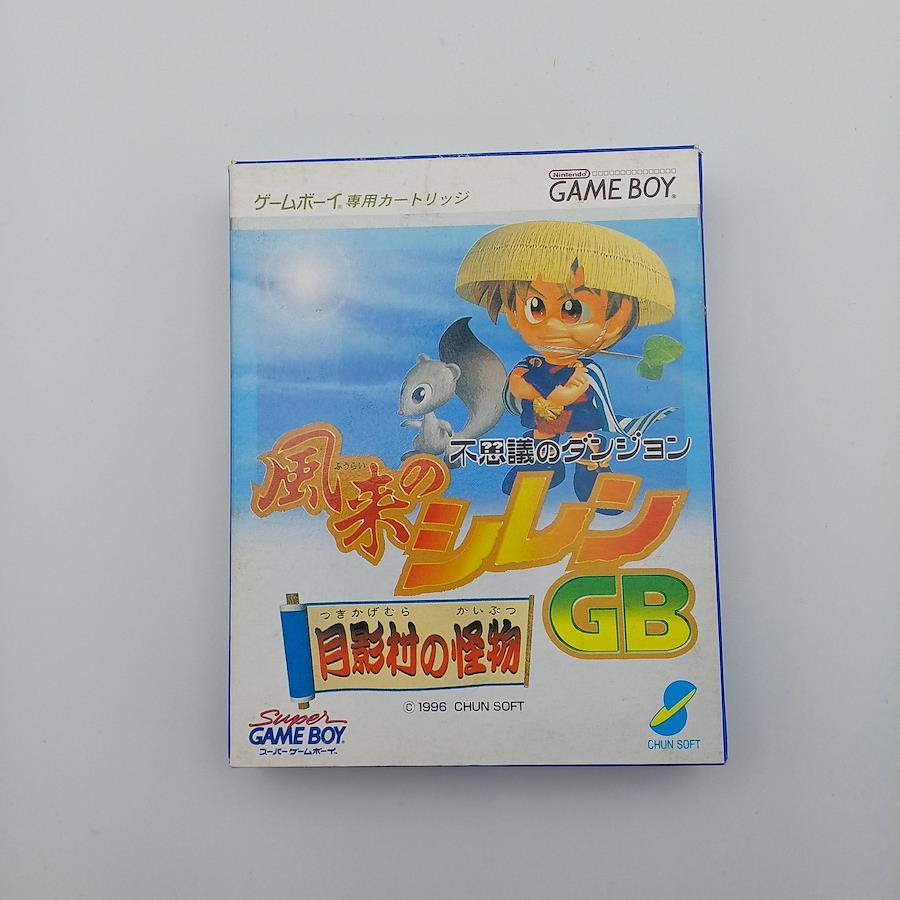 ゲームボーイ® 専用カートリッジ
Nintendo
GAME BOY®
不思議のダンジョン
ふうらい
風来の
シレン
GB
つきかげむら かいぶつ
月影村の怪物
© 1996 CHUN SOFT
Super
GAME BOY™
スーパーゲームボーイ™
CHUN SOFT